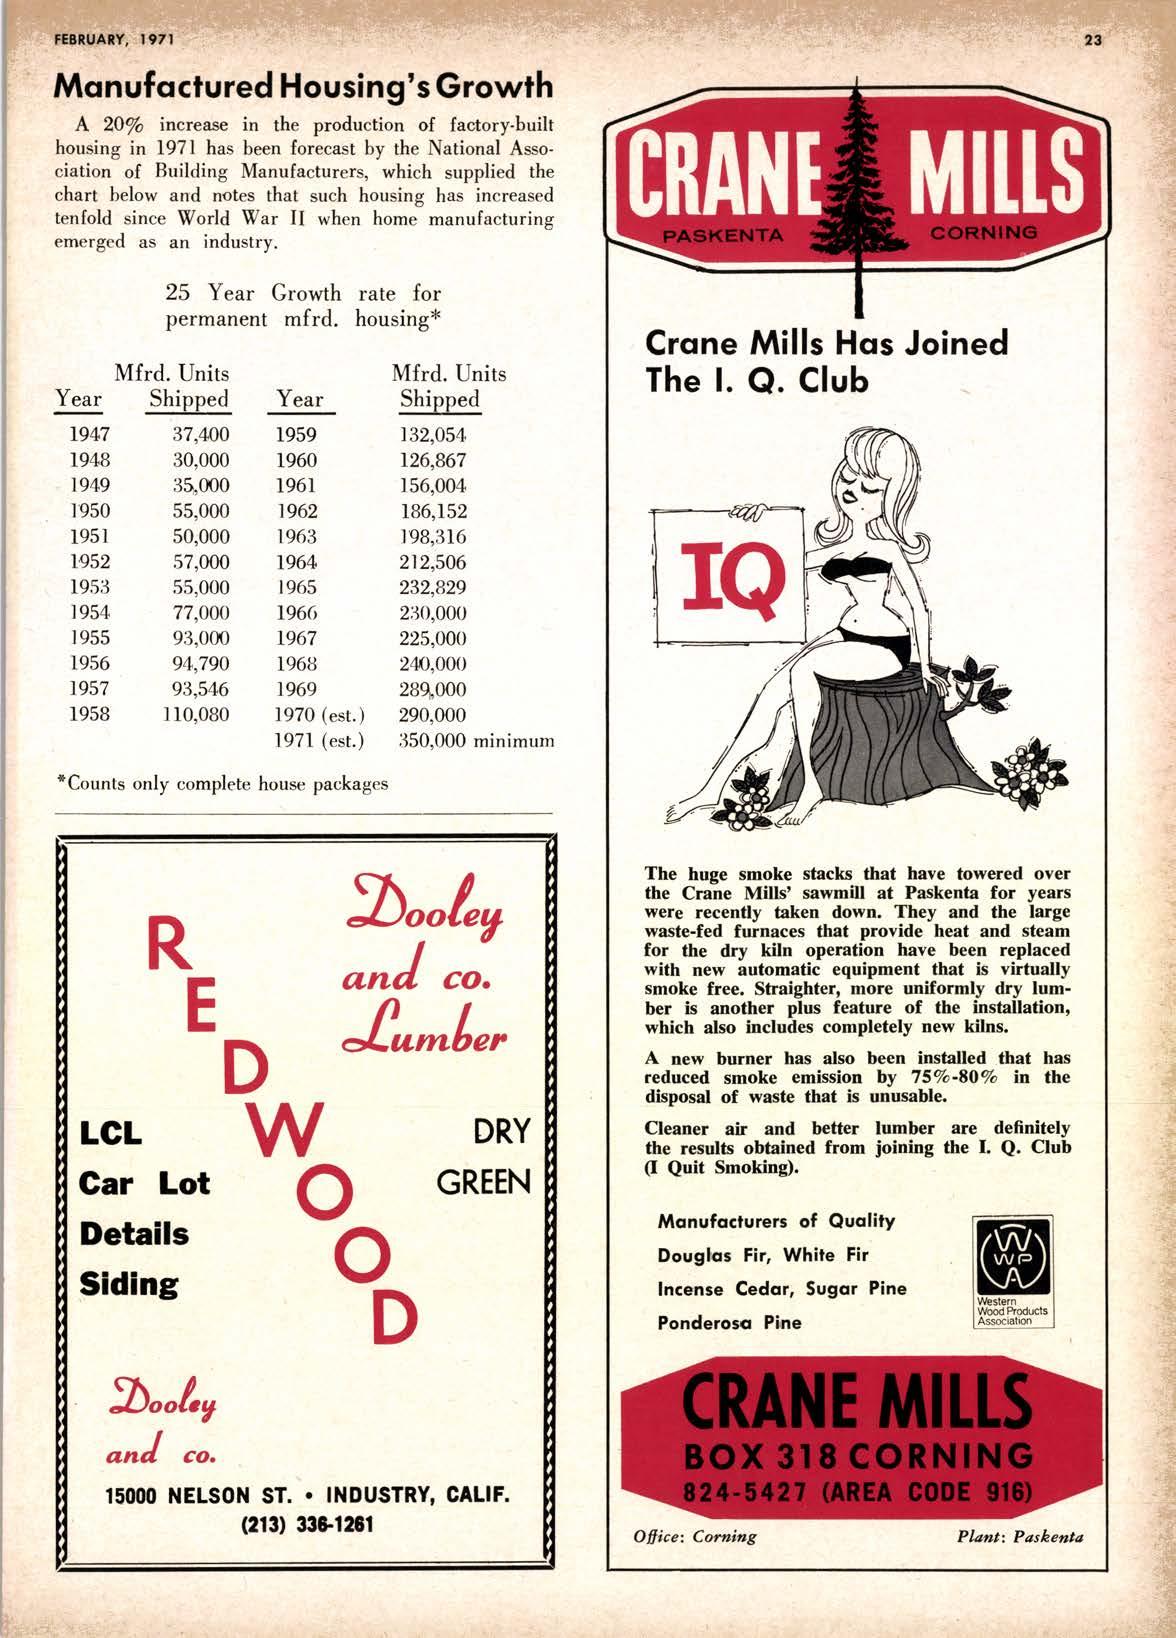 FEBRUARY, 1971
23
Manufactured Housing's Growth
A 20% increase in the production of factory-built
housing in 1971 has been forecast by the National Asso-
ciation of Building Manufacturers, which supplied the
chart below and notes that such housing has increased
tenfold since World War II when home manufacturing
emerged as an industry.
25 Year Growth rate for
permanent mfrd. housing*
Mfrd. Units Mfrd. Units
Year Shipped Year Shipped
1947 37,400 1959 132,054
1948 30,000 1960 126,867
1949 35,000 1961 156,004
1950 55,000 1962 186,152
1951 50,000 1963 198,316
1952 57,000 1964 212,506
1953 55,000 1965 232,829
1954 77,000 1966 230,000
1955 93,000 1967 225,000
1956 94,790 1968 240,000
1957 93,546 1969 289,000
1958 110,080 1970 (est.) 290,000
1971 (est.) 350,000 minimum
*Counts only complete house packages
Dooley
and co.
Lumber
REDWOOD
LCL
Car Lot
Details
Siding
DRY
GREEN
Dooley
and co.
15000 NELSON ST. • INDUSTRY, CALIF.
(213) 336-1261
CRANE MILLS
PASKENTA CORNING
Crane Mills Has Joined
The I. Q. Club
IQ
The huge smoke stacks that have towered over
the Crane Mills' sawmill at Paskenta for years
were recently taken down. They and the large
waste-fed furnaces that provide heat and steam
for the dry kiln operation have been replaced
with new automatic equipment that is virtually
smoke free. Straighter, more uniformly dry lum-
ber is another plus feature of the installation,
which also includes completely new kilns.
A new burner has also been installed that has
reduced smoke emission by 75%-80% in the
disposal of waste that is unusable.
Cleaner air and better lumber are definitely
the results obtained from joining the I. Q. Club
(I Quit Smoking).
Manufacturers of Quality
Douglas Fir, White Fir
Incense Cedar, Sugar Pine
Ponderosa Pine
W
WP
A
Western
Wood Products
Association
CRANE MILLS
BOX 318 CORNING
824-5427 (AREA CODE 916)
Office: Corning Plant: Paskenta